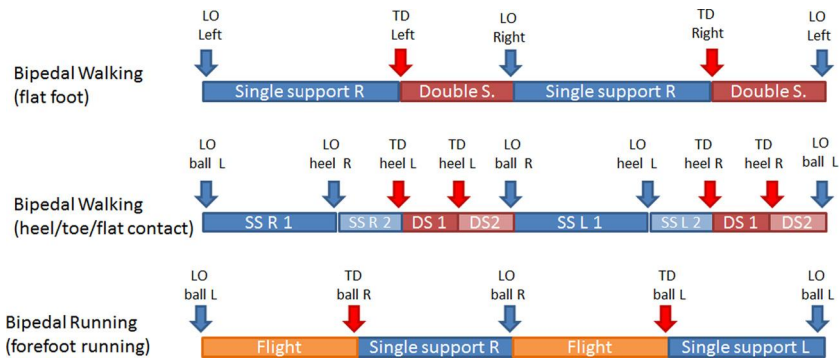 LO TD LO TD LO
Left Left Right Right Left
Bipedal Walking
(flat foot)
Single support R Double S. Single support R Double S.
LO LO TD TD LO LO TD TD LO
ball L heel R heel L heel L ball R heel L heel R heel R ball L
Bipedal Walking
(heel/toe/flat contact)
SS R 1 SS R 2 DS 1 DS2 SS L 1 SS L 2 DS 1 DS2
LO TD LO TD LO
ball L ball R ball R ball L ball L
Bipedal Running
(forefoot running)
Flight Single support R Flight Single support L